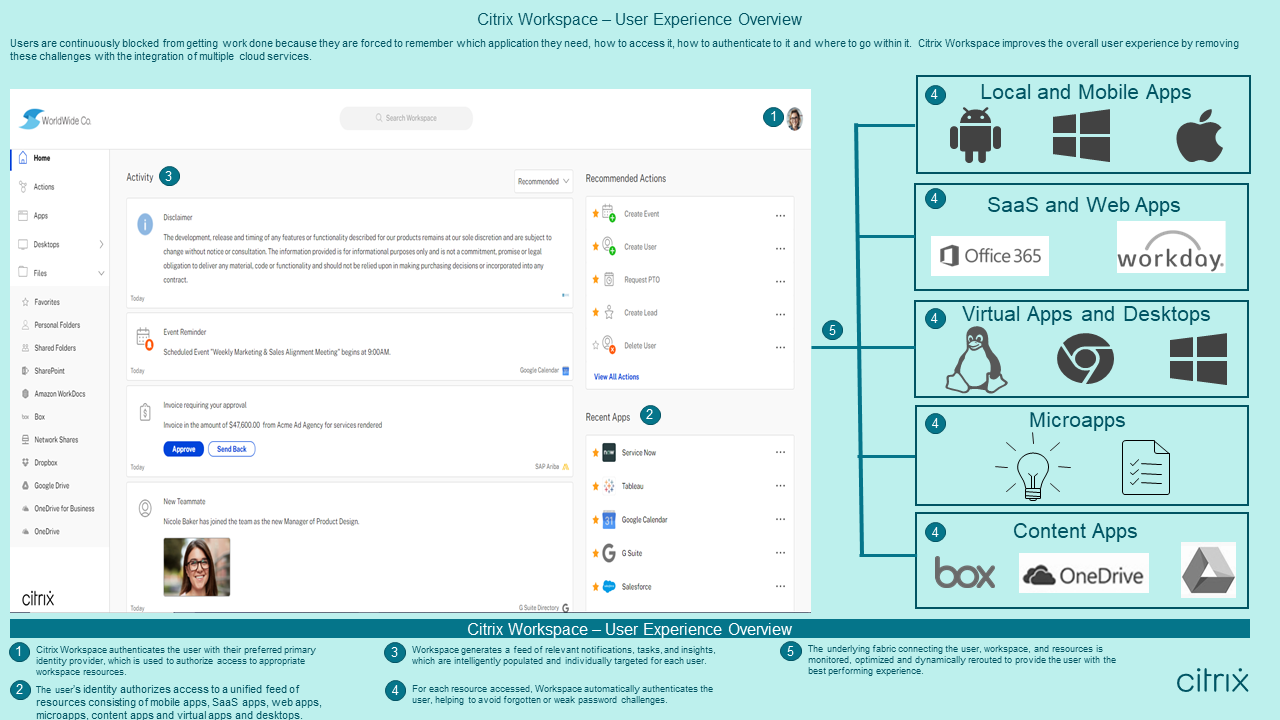 Citrix Workspace – User Experience Overview
Users are continuously blocked from getting work done because they are forced to remember which application they need, how to access it, how to authenticate to it and where to go within it. Citrix Workspace improves the overall user experience by removing
these challenges with the integration of multiple cloud services.
WorldWide Co.
Search Workspace
1
Home
Actions
Apps
Desktops
Files
Favorites
Personal Folders
Shared Folders
SharePoint
Amazon WorkDocs
box Box
Network Shares
Dropbox
Google Drive
OneDrive for Business
OneDrive
citrix
Activity 3
Recommended
Disclaimer
The development, release and timing of any features or functionality described for our products remains at our sole discretion and are subject to
change without notice or consultation. The information provided is for informational purposes only and is not a commitment, promise or legal
obligation to deliver any material, code or functionality and should not be relied upon in making purchasing decisions or incorporated into any
contract.
Today
Event Reminder
Scheduled Event "Weekly Marketing & Sales Alignment Meeting" begins at 9:00AM.
Today
Google Calendar
Invoice requiring your approval
Invoice in the amount of $47,600.00 from Acme Ad Agency for services rendered
Approve Send Back
Today
SAP Ariba
New Teammate
Nicole Baker has joined the team as the new Manager of Product Design.
Today
G Suite Directory
Recommended Actions
Create Event
Create User
Request PTO
Create Lead
Delete User
View All Actions
Recent Apps 2
now Service Now
Tableau
31 Google Calendar
G Suite
Salesforce
5
4 Local and Mobile Apps
4 SaaS and Web Apps
Office 365
workday.
4 Virtual Apps and Desktops
4 Microapps
4 Content Apps
box
OneDrive
Citrix Workspace – User Experience Overview
1 Citrix Workspace authenticates the user with their preferred primary
identity provider, which is used to authorize access to appropriate
workspace resources.
2 The user's identity authorizes access to a unified feed of
resources consisting of mobile apps, SaaS apps, web apps,
microapps, content apps and virtual apps and desktops.
3 Workspace generates a feed of relevant notifications, tasks, and insights,
which are intelligently populated and individually targeted for each user.
4 For each resource accessed, Workspace automatically authenticates the
user, helping to avoid forgotten or weak password challenges.
5 The underlying fabric connecting the user, workspace, and resources is
monitored, optimized and dynamically rerouted to provide the user with the
best performing experience.
citrix